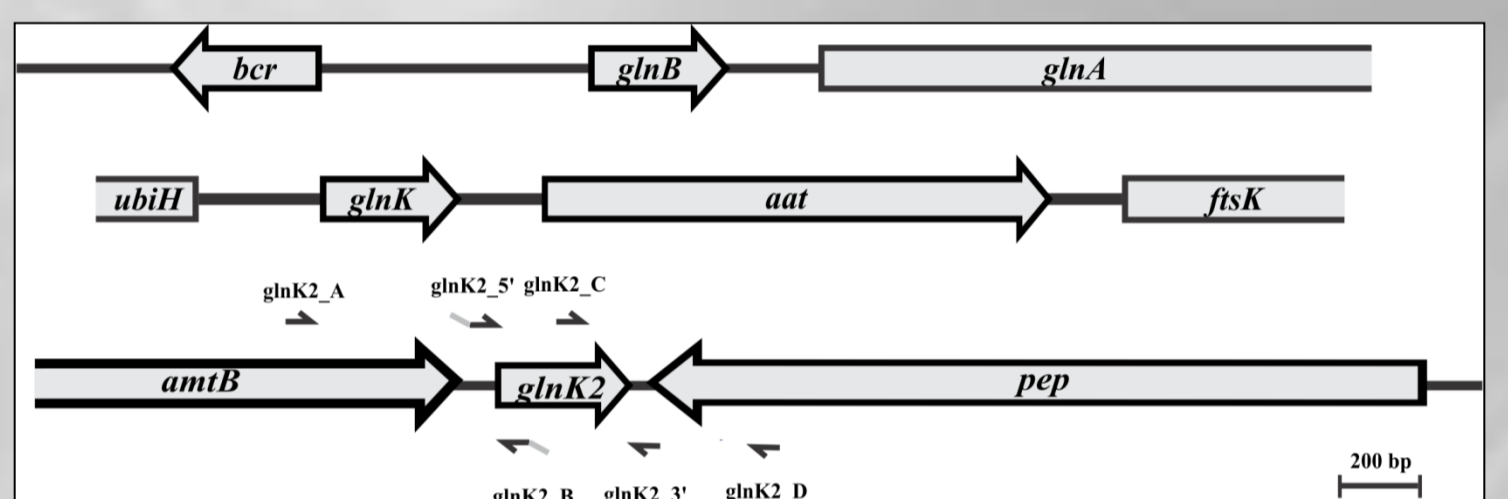 bcr glnB glnA
ubiH glnK aat ftsK
glnK2_A glnK2_5' glnK2_C
amtB glnK2 pep
200 bp
glnK2_B glnK2_3' glnK2_D